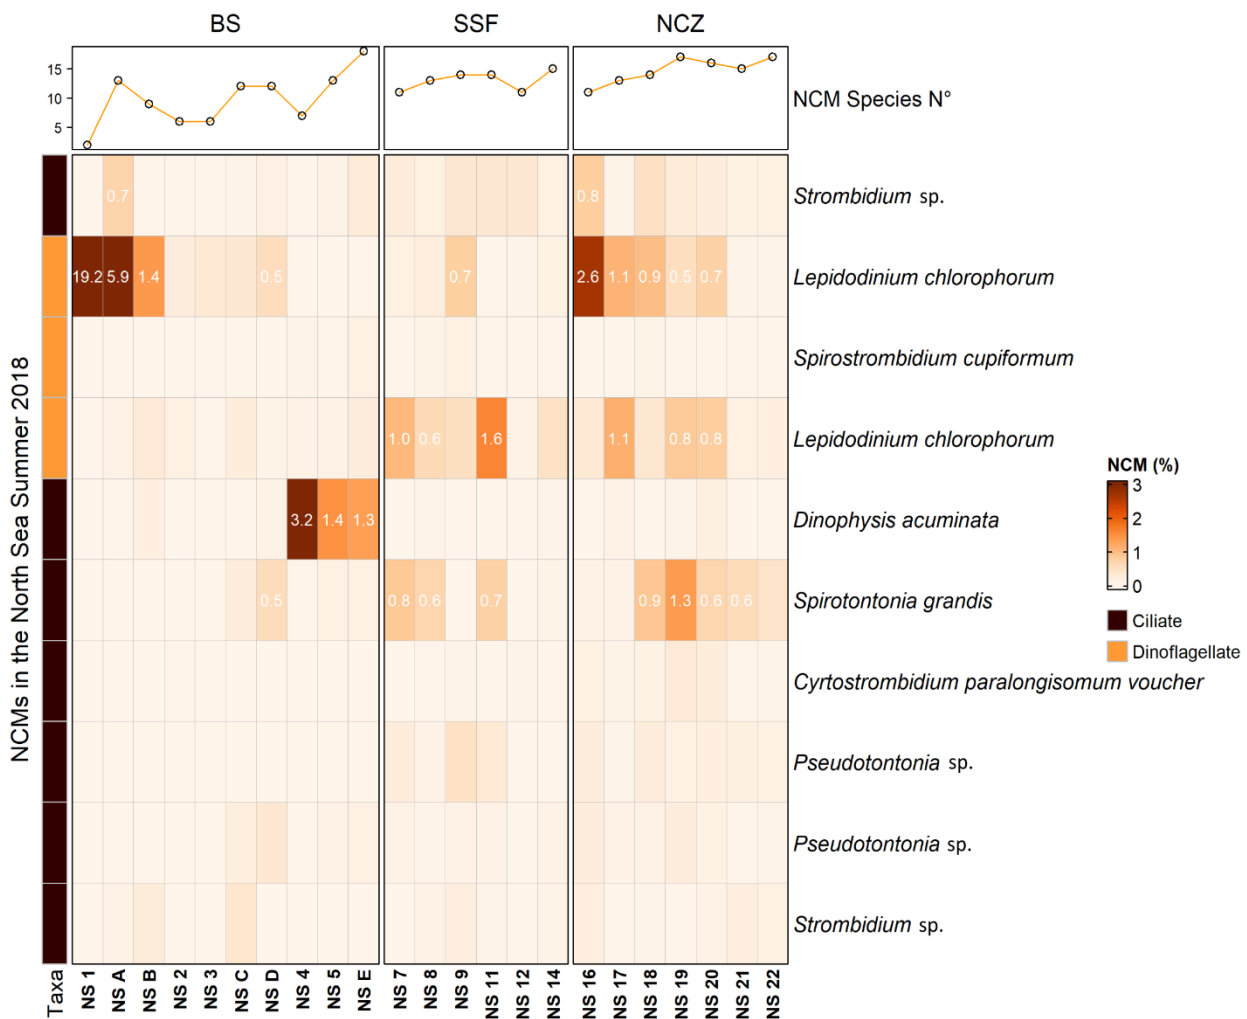 BS SSF NCZ
15
10
5
NCM Species N°
NCMs in the North Sea Summer 2018
0.7 0.8 Strombidium sp.
19.2 5.9 1.4 0.5 0.7 2.6 1.1 0.9 0.5 0.7 Lepidodinium chlorophorum
Spirostrombidium cupiformum
1.0 0.6 1.6 1.1 0.8 0.8 Lepidodinium chlorophorum
3.2 1.4 1.3 Dinophysis acuminata
0.5 0.8 0.6 0.7 0.9 1.3 0.6 0.6 Spirotontonia grandis
Cyrtostrombidium paralongisomum voucher
Pseudotontonia sp.
Pseudotontonia sp.
Strombidium sp.
NCM (%)
3
2
1
0
Ciliate
Dinoflagellate
Taxa
NS 1
NS A
NS B
NS 2
NS 3
NS C
NS D
NS 4
NS 5
NS E
NS 7
NS 8
NS 9
NS 11
NS 12
NS 14
NS 16
NS 17
NS 18
NS 19
NS 20
NS 21
NS 22